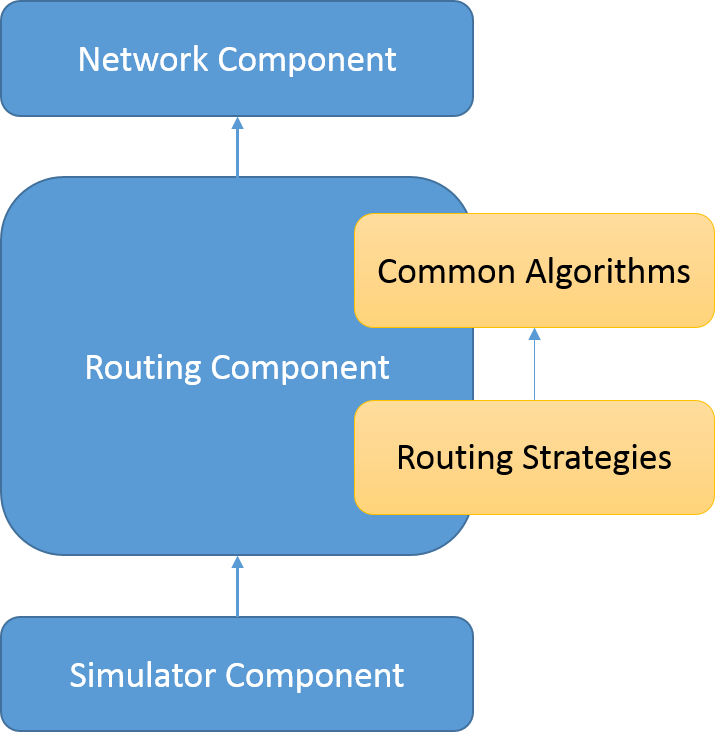 Network Component
Common Algorithms
Routing Component
Routing Strategies
Simulator Component